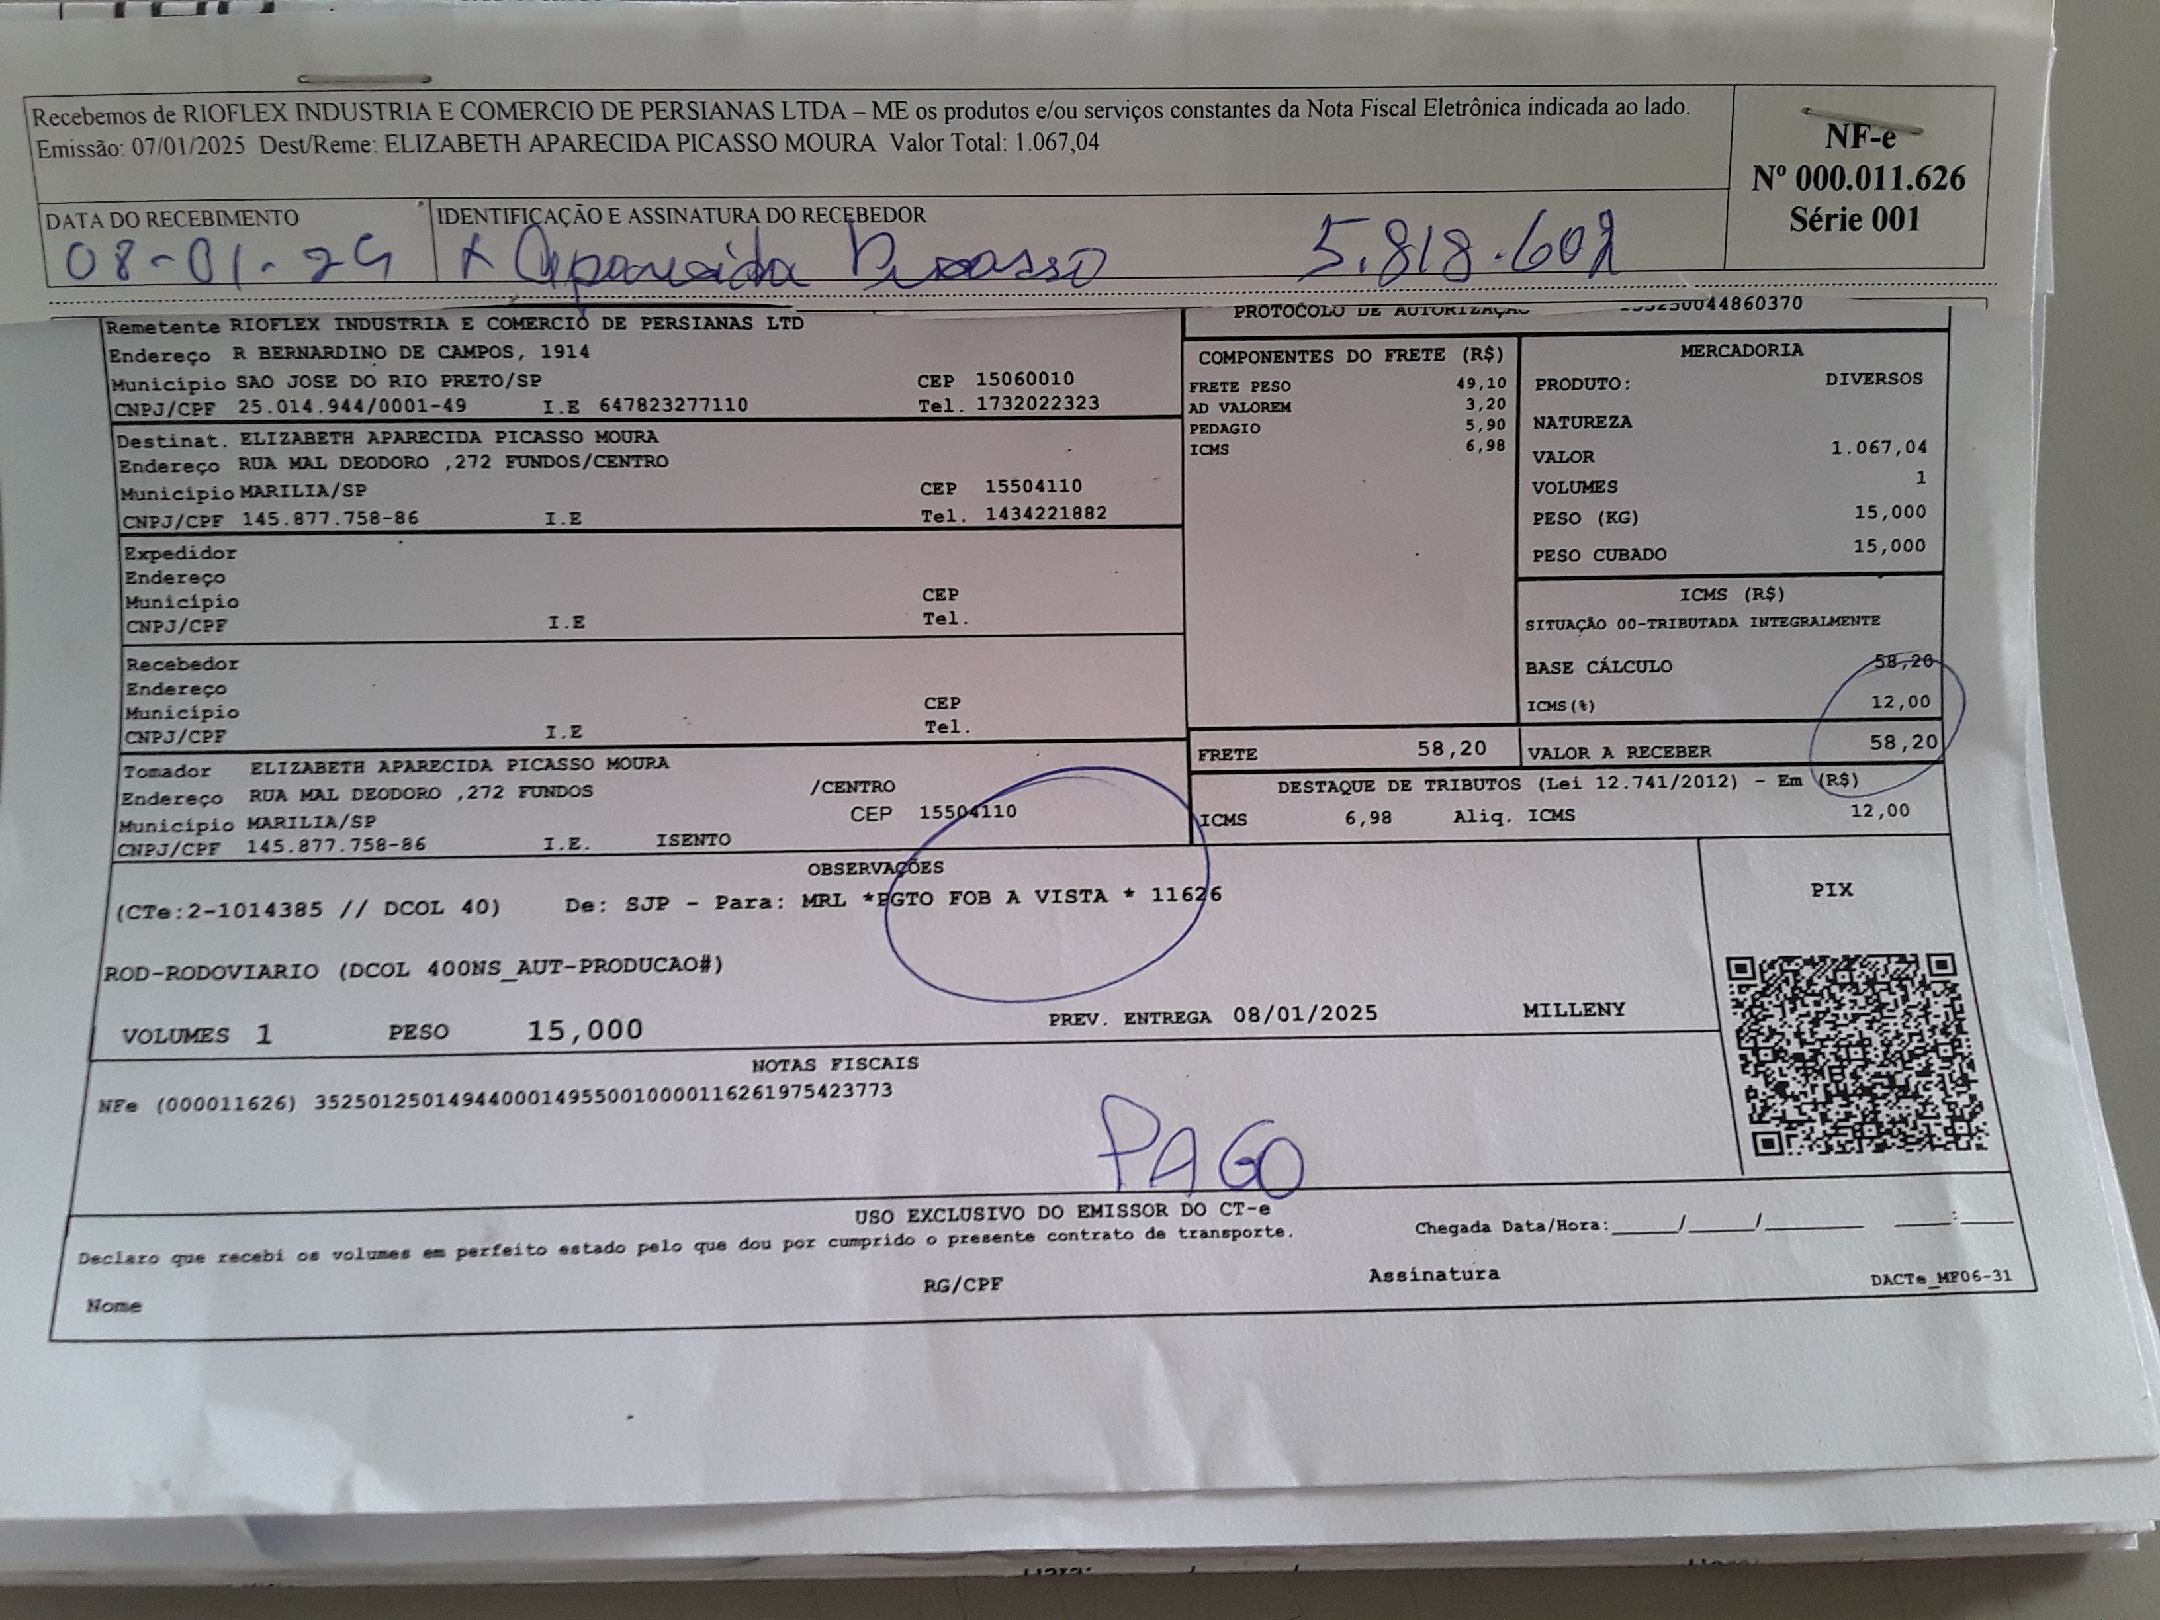 Recebemos de RIOFLEX INDUSTRIA E COMERCIO DE PERSIANAS LTDA – ME os produtos e/ou serviços constantes da Nota Fiscal Eletrônica indicada ao lado.
Emissão: 07/01/2025 Dest/Reme: ELIZABETH APARECIDA PICASSO MOURA Valor Total: 1.067,04
NF-e
Nº 000.011.626
Série 001
DATA DO RECEBIMENTO
08-01-25
IDENTIFICAÇÃO E ASSINATURA DO RECEBEDOR
x Aparecida Picasso 5.818.602
PROTOCOLO DE AUTORIZAÇÃO
Remetente RIOFLEX INDUSTRIA E COMERCIO DE PERSIANAS LTD
Endereço R BERNARDINO DE CAMPOS, 1914
Município SAO JOSE DO RIO PRETO/SP CEP 15060010
CNPJ/CPF 25.014.944/0001-49 I.E 647823277110 Tel. 1732022323
Destinat. ELIZABETH APARECIDA PICASSO MOURA
Endereço RUA MAL DEODORO ,272 FUNDOS/CENTRO
Município MARILIA/SP CEP 15504110
CNPJ/CPF 145.877.758-86 I.E Tel. 1434221882
Expedidor
Endereço
Município CEP
CNPJ/CPF I.E Tel.
Recebedor
Endereço
Município CEP
CNPJ/CPF I.E Tel.
Tomador ELIZABETH APARECIDA PICASSO MOURA
Endereço RUA MAL DEODORO ,272 FUNDOS /CENTRO
Município MARILIA/SP CEP 15504110
CNPJ/CPF 145.877.758-86 I.E. ISENTO
COMPONENTES DO FRETE (R$)
FRETE PESO 49,10
AD VALOREM 3,20
PEDAGIO 5,90
ICMS 6,98
MERCADORIA
PRODUTO: DIVERSOS
NATUREZA
VALOR 1.067,04
VOLUMES 1
PESO (KG) 15,000
PESO CUBADO 15,000
ICMS (R$)
SITUAÇÃO 00-TRIBUTADA INTEGRALMENTE
BASE CÁLCULO 58,20
ICMS(%) 12,00
FRETE 58,20 VALOR A RECEBER 58,20
DESTAQUE DE TRIBUTOS (Lei 12.741/2012) - Em (R$)
ICMS 6,98 Aliq. ICMS 12,00
OBSERVAÇÕES
(CTe:2-1014385 // DCOL 40) De: SJP - Para: MRL *PGTO FOB A VISTA * 11626
ROD-RODOVIARIO (DCOL 400NS_AUT-PRODUCAO#)
VOLUMES 1 PESO 15,000 PREV. ENTREGA 08/01/2025 MILLENY
PIX
NOTAS FISCAIS
NFe (000011626) 35250125014944000149550010000116261975423773
PAGO
USO EXCLUSIVO DO EMISSOR DO CT-e
Declaro que recebi os volumes em perfeito estado pelo que dou por cumprido o presente contrato de transporte.
Chegada Data/Hora:_____/_____/________ ____:____
Nome RG/CPF Assinatura DACTe_MF06-31